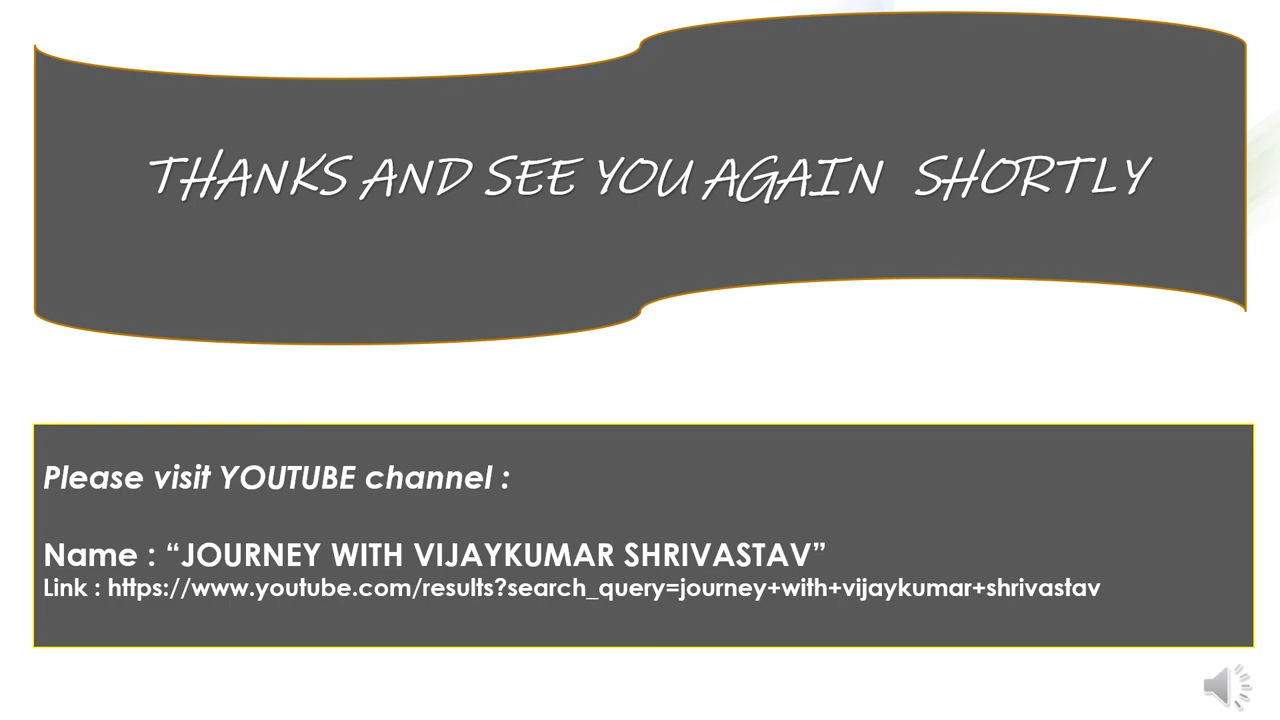 THANKS AND SEE YOU AGAIN SHORTLY
Please visit YOUTUBE channel :
Name : “JOURNEY WITH VIJAYKUMAR SHRIVASTAV”
Link : https://www.youtube.com/results?search_query=journey+with+vijaykumar+shrivastav